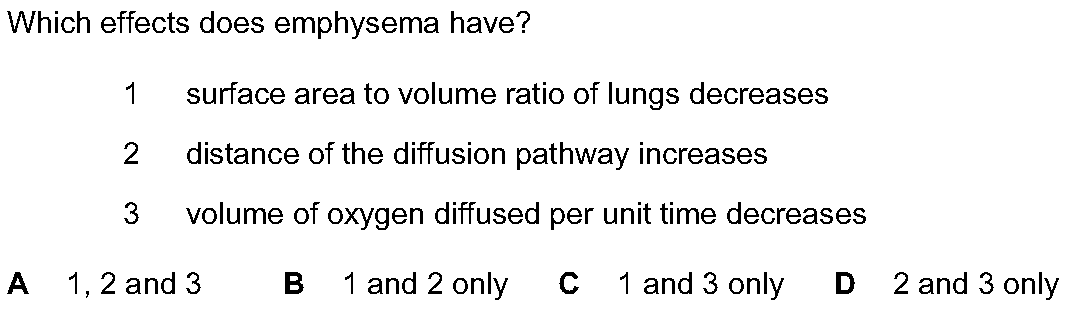 Which effects does emphysema have?
1 surface area to volume ratio of lungs decreases
2 distance of the diffusion pathway increases
3 volume of oxygen diffused per unit time decreases
A 1, 2 and 3 B 1 and 2 only C 1 and 3 only D 2 and 3 only